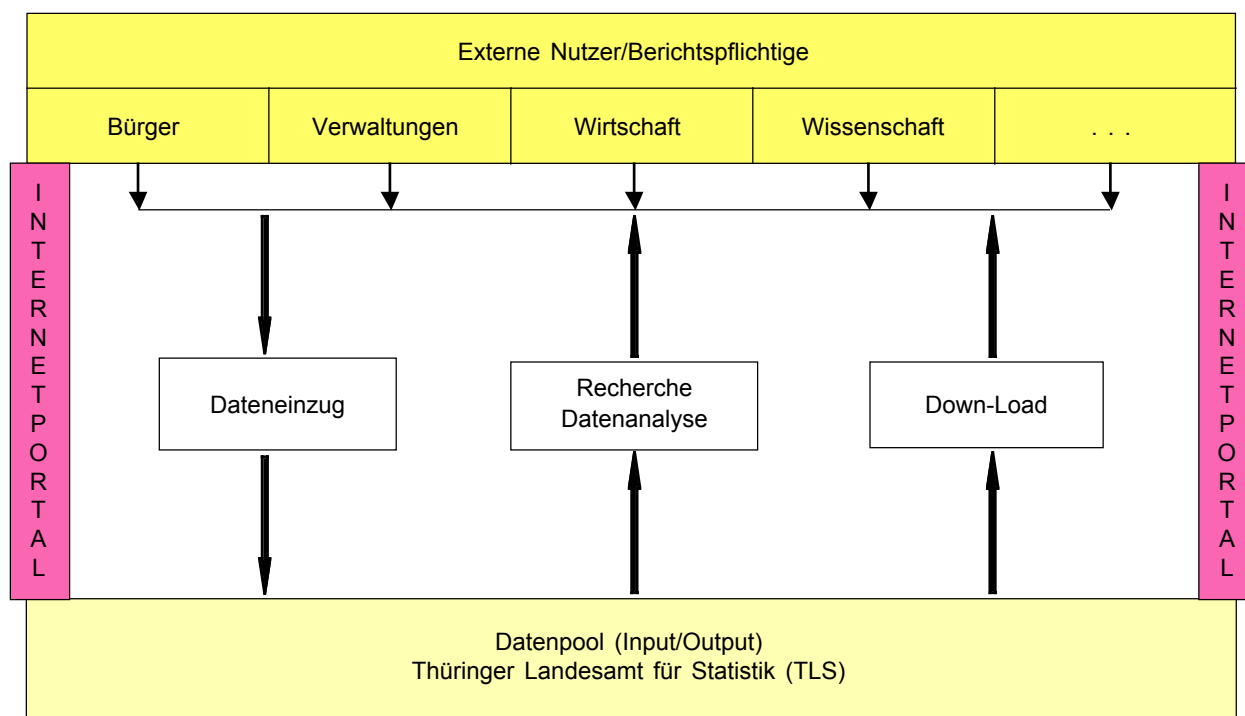 Externe Nutzer/Berichtspflichtige
Bürger
Verwaltungen
Wirtschaft
Wissenschaft
. . .
INTERNETPORTAL
INTERNETPORTAL
Dateneinzug
Recherche
Datenanalyse
Down-Load
Datenpool (Input/Output)
Thüringer Landesamt für Statistik (TLS)